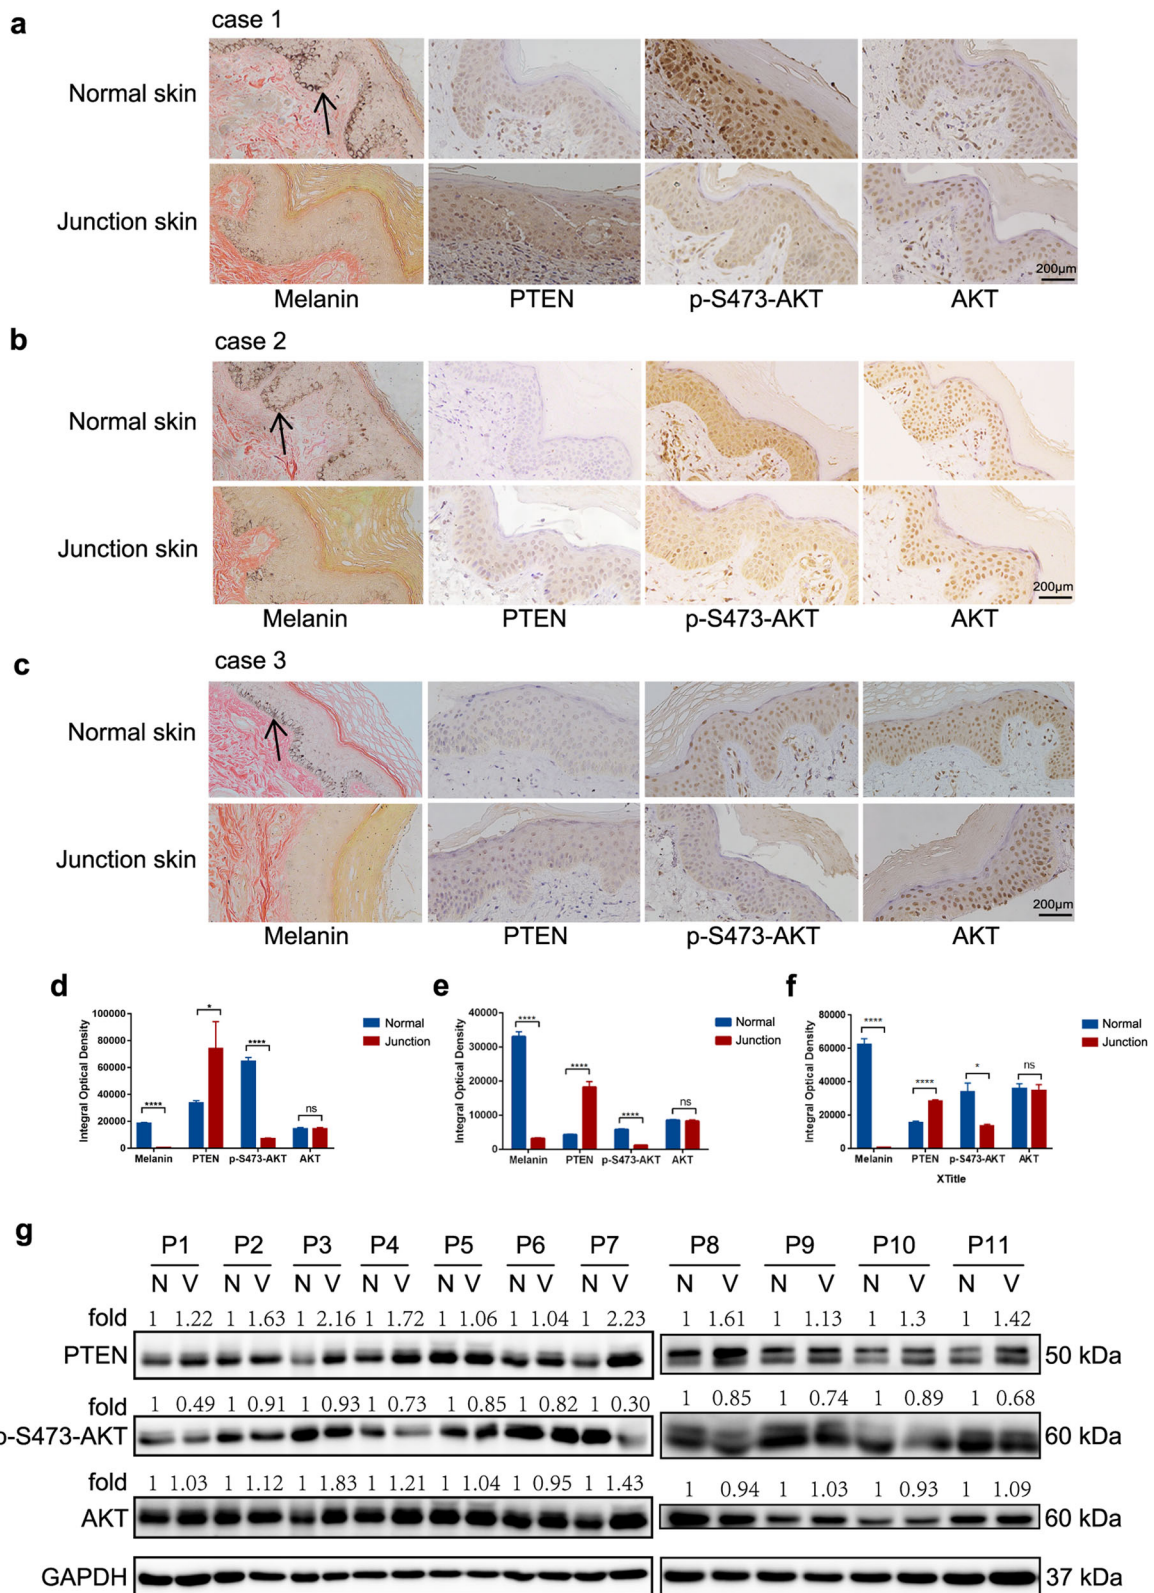 a
case 1
Normal skin
Junction skin
200μm
Melanin PTEN p-S473-AKT AKT
b
case 2
Normal skin
Junction skin
200μm
Melanin PTEN p-S473-AKT AKT
c
case 3
Normal skin
Junction skin
200μm
Melanin PTEN p-S473-AKT AKT
d
Integral Optical Density
100000
80000
60000
40000
20000
0
**** * **** ns
Melanin PTEN p-S473-AKT AKT
Normal
Junction
e
Integral Optical Density
40000
30000
20000
10000
0
**** **** **** ns
Melanin PTEN p-S473-AKT AKT
Normal
Junction
f
Integral Optical Density
80000
60000
40000
20000
0
**** **** * ns
Melanin PTEN p-S473-AKT AKT
XTitle
Normal
Junction
g
P1 P2 P3 P4 P5 P6 P7 P8 P9 P10 P11
N V N V N V N V N V N V N V N V N V N V N V
fold 1 1.22 1 1.63 1 2.16 1 1.72 1 1.06 1 1.04 1 2.23 1 1.61 1 1.13 1 1.3 1 1.42
PTEN 50 kDa
fold 1 0.49 1 0.91 1 0.93 1 0.73 1 0.85 1 0.82 1 0.30 1 0.85 1 0.74 1 0.89 1 0.68
p-S473-AKT 60 kDa
fold 1 1.03 1 1.12 1 1.83 1 1.21 1 1.04 1 0.95 1 1.43 1 0.94 1 1.03 1 0.93 1 1.09
AKT 60 kDa
GAPDH 37 kDa